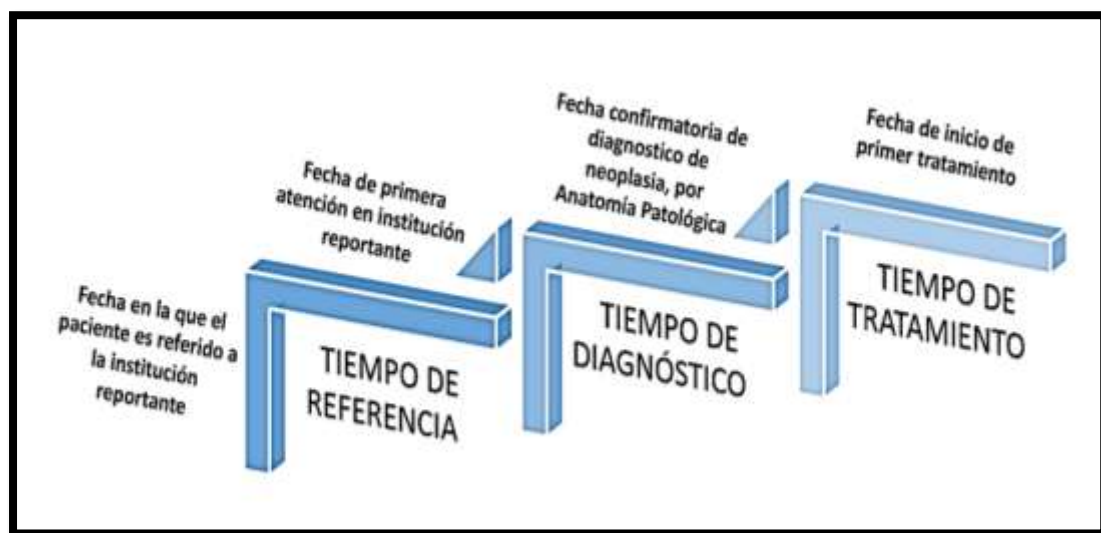 Fecha en la que el
paciente es referido a
la institución
reportante
TIEMPO DE
REFERENCIA
Fecha de primera
atención en institución
reportante
TIEMPO DE
DIAGNÓSTICO
Fecha confirmatoria de
diagnostico de
neoplasia, por
Anatomía Patológica
TIEMPO DE
TRATAMIENTO
Fecha de inicio de
primer tratamiento